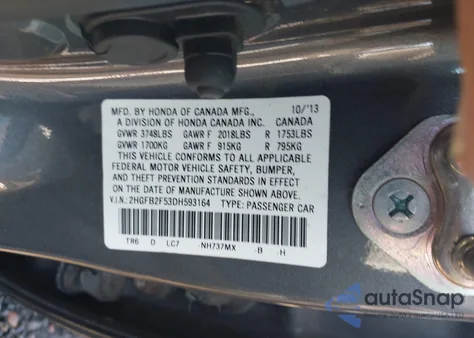 MFD. BY HONDA OF CANADA MFG., 10/'13
A DIVISION OF HONDA CANADA INC. CANADA
GVWR 3748LBS GAWR F 2018LBS R 1753LBS
GVWR 1700KG GAWR F 915KG R 795KG
THIS VEHICLE CONFORMS TO ALL APPLICABLE
FEDERAL MOTOR VEHICLE SAFETY, BUMPER,
AND THEFT PREVENTION STANDARDS IN EFFECT
ON THE DATE OF MANUFACTURE SHOWN ABOVE.
V.I.N.: 2HGFB2F53DH593164 TYPE: PASSENGER CAR
TR6 D LC7 -NH737MX -B -H
autaSnap